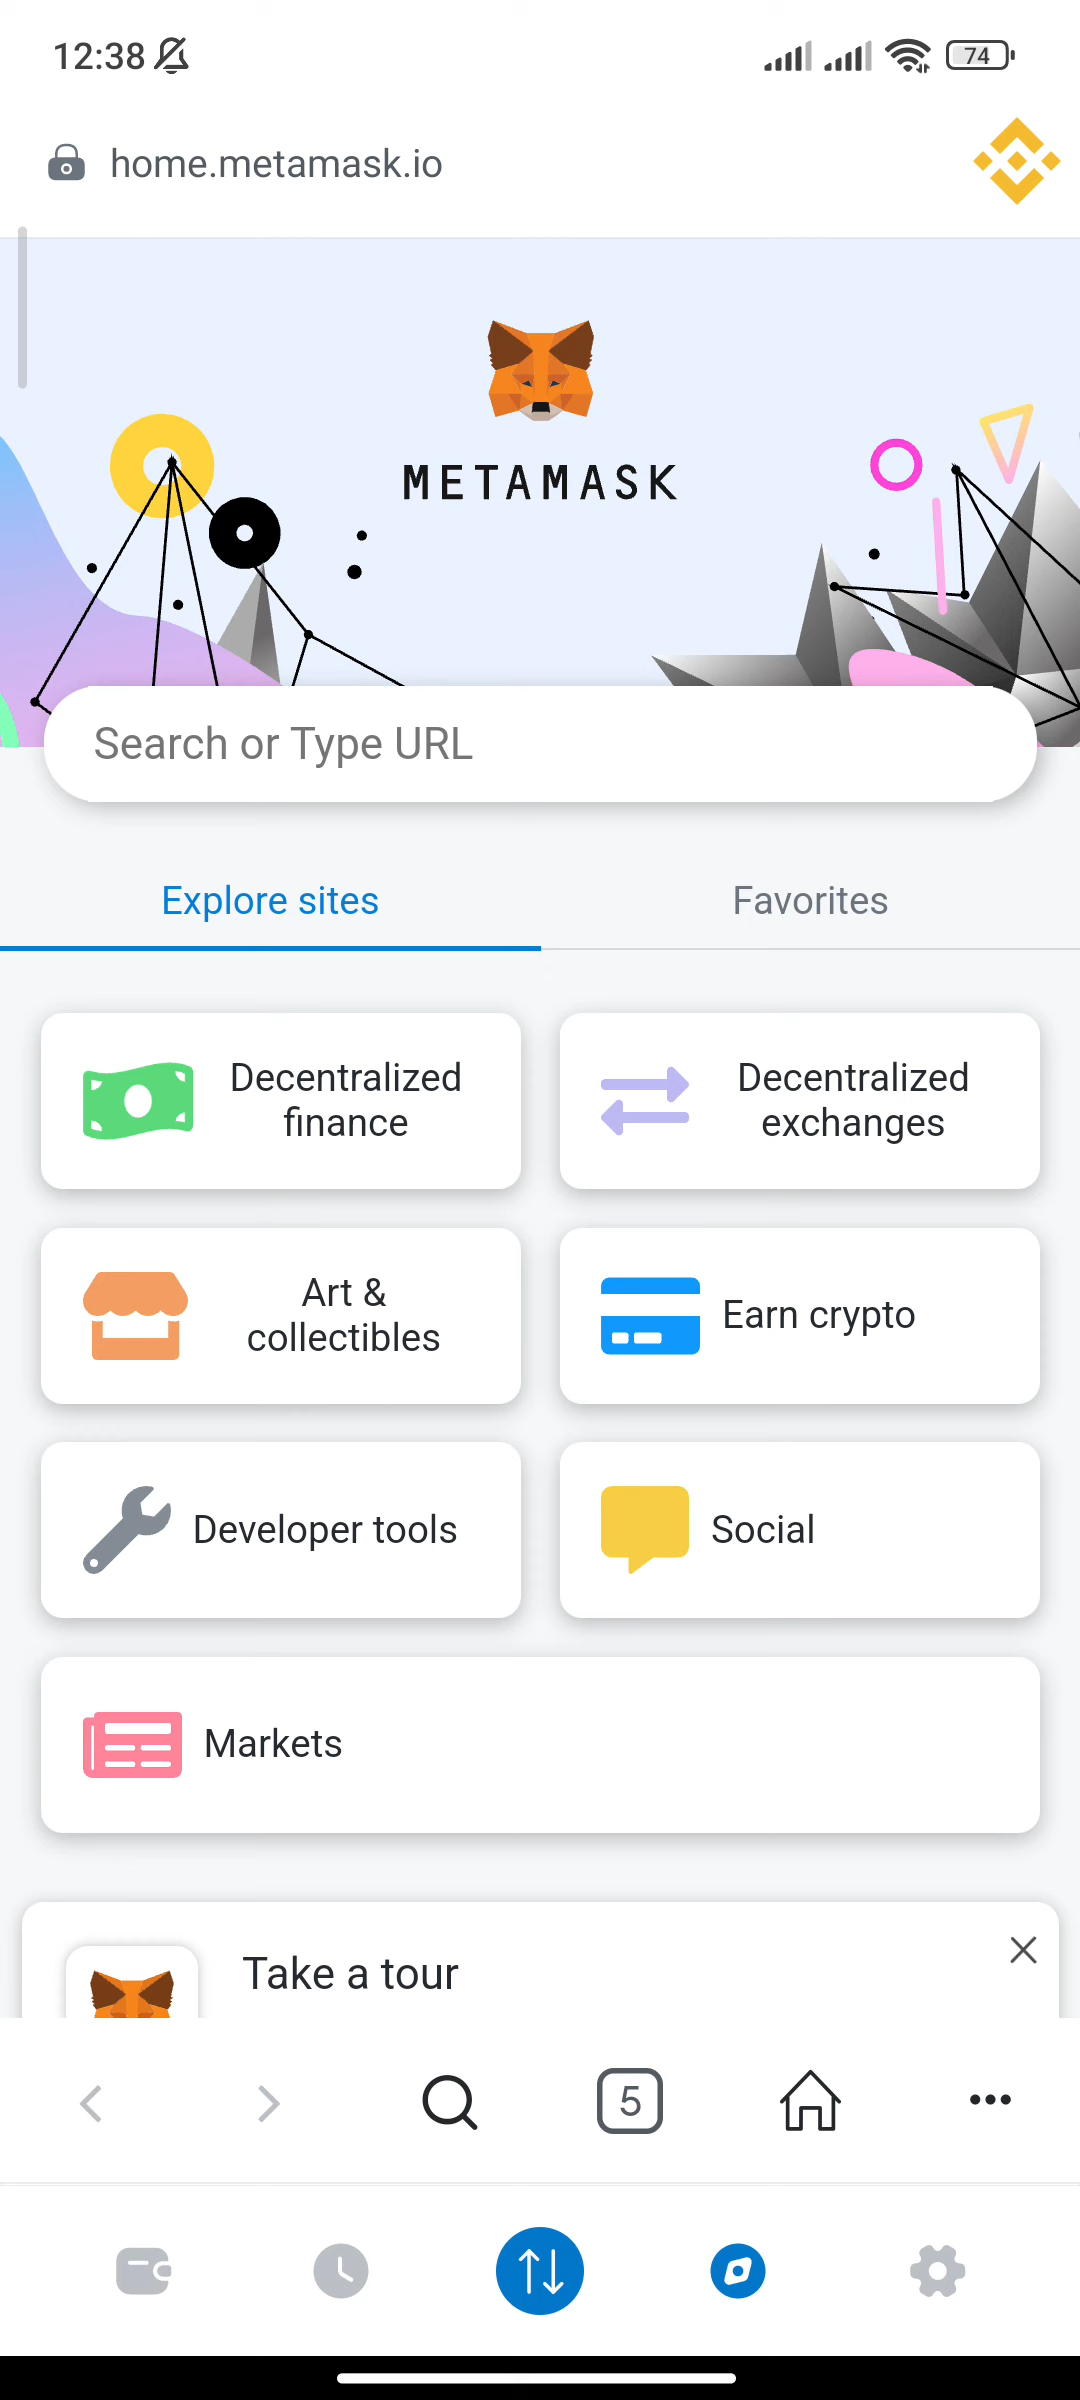 12:38
74
home.metamask.io
METAMASK
Search or Type URL
Explore sites
Favorites
Decentralized
finance
Decentralized
exchanges
Art &
collectibles
Earn crypto
Developer tools
Social
Markets
Take a tour
5